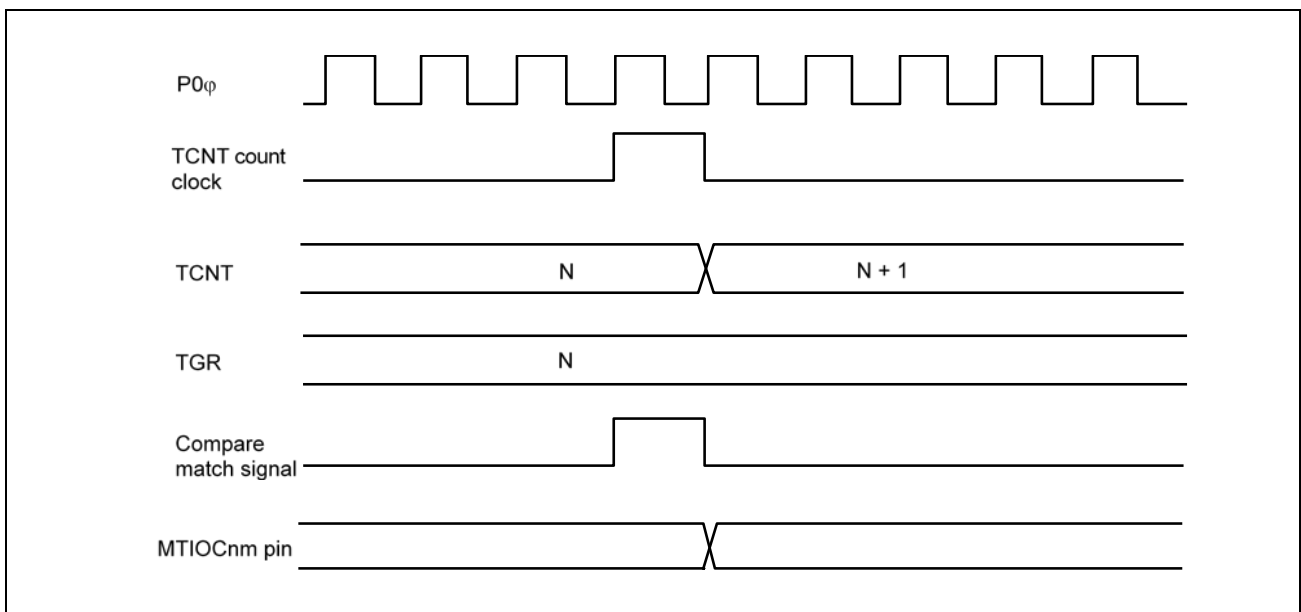 P0φ
TCNT count
clock
TCNT
N
N + 1
TGR
N
Compare
match signal
MTIOCnm pin